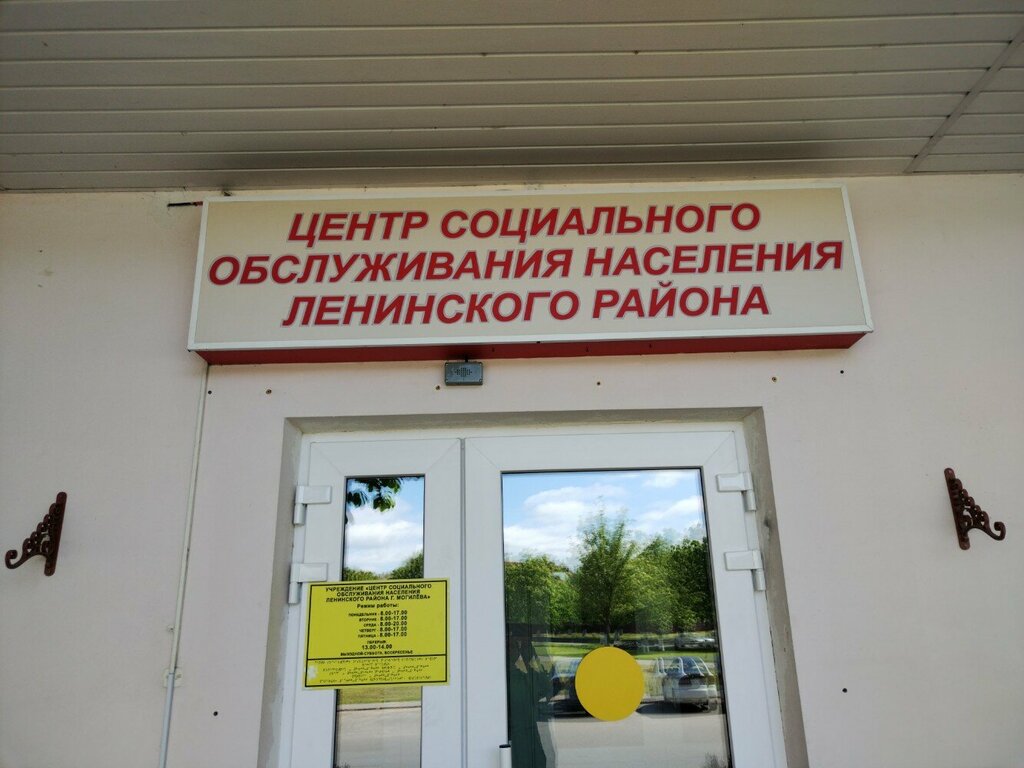 ЦЕНТР СОЦИАЛЬНОГО
ОБСЛУЖИВАНИЯ НАСЕЛЕНИЯ
ЛЕНИНСКОГО РАЙОНА
УЧРЕЖДЕНИЕ «ЦЕНТР СОЦИАЛЬНОГО
ОБСЛУЖИВАНИЯ НАСЕЛЕНИЯ
ЛЕНИНСКОГО РАЙОНА Г. МОГИЛЁВА»
Режим работы:
ПОНЕДЕЛЬНИК - 8.00-17.00
ВТОРНИК - 8.00-17.00
СРЕДА - 8.00-20.00
ЧЕТВЕРГ - 8.00-17.00
ПЯТНИЦА - 8.00-17.00
ПЕРЕРЫВ
13.00-14.00
ВЫХОДНОЙ-СУББОТА, ВОСКРЕСЕНЬЕ